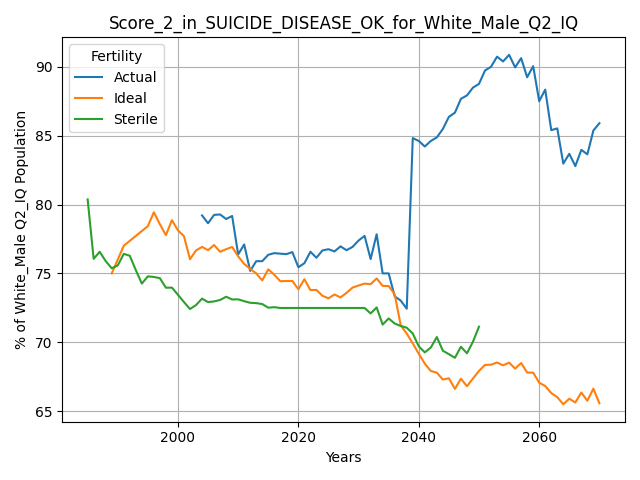 Score_2_in_SUICIDE_DISEASE_OK_for_White_Male_Q2_IQ
Fertility
Actual
Ideal
Sterile
% of White_Male Q2_IQ Population
90
85
80
75
70
65
2000
2020
2040
2060
Years